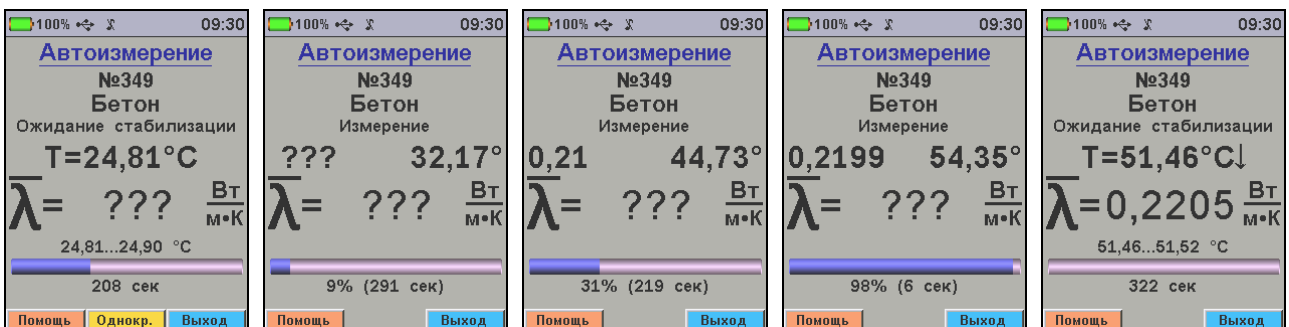 100% 09:30
Автоизмерение
№349
Бетон
Ожидание стабилизации
T=24,81°C
λ= ??? Вт
м•К
24,81...24,90 °C
208 сек
Помощь Однокр. Выход
100% 09:30
Автоизмерение
№349
Бетон
Измерение
??? 32,17°
λ= ??? Вт
м•К
9% (291 сек)
Помощь Выход
100% 09:30
Автоизмерение
№349
Бетон
Измерение
0,21 44,73°
λ= ??? Вт
м•К
31% (219 сек)
Помощь Выход
100% 09:30
Автоизмерение
№349
Бетон
Измерение
0,2199 54,35°
λ= ??? Вт
м•К
98% (6 сек)
Помощь Выход
100% 09:30
Автоизмерение
№349
Бетон
Ожидание стабилизации
T=51,46°C↓
λ=0,2205 Вт
м•К
51,46...51,52 °C
322 сек
Помощь Выход